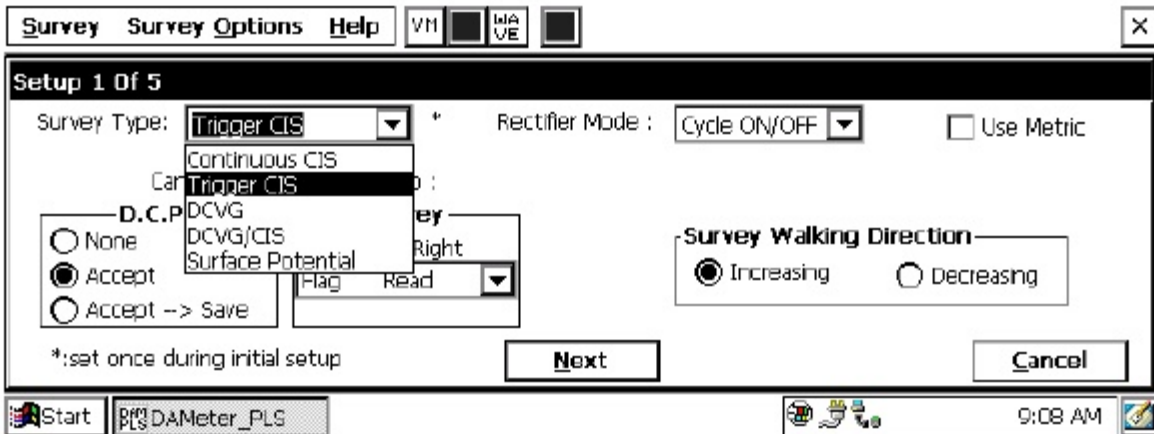 Survey Survey Options Help VM WAVE X
Setup 1 Of 5
Survey Type: Trigger CIS * Rectifier Mode : Cycle ON/OFF Use Metric
Continuous CIS
Trigger CIS
DCVG
DCVG/CIS
Surface Potential
D.C.P
None
Accept
Accept --> Save
Right
Flag Read
Survey Walking Direction
Increasing Decreasing
*:set once during initial setup Next Cancel
Start DAMeter_PLS 9:08 AM